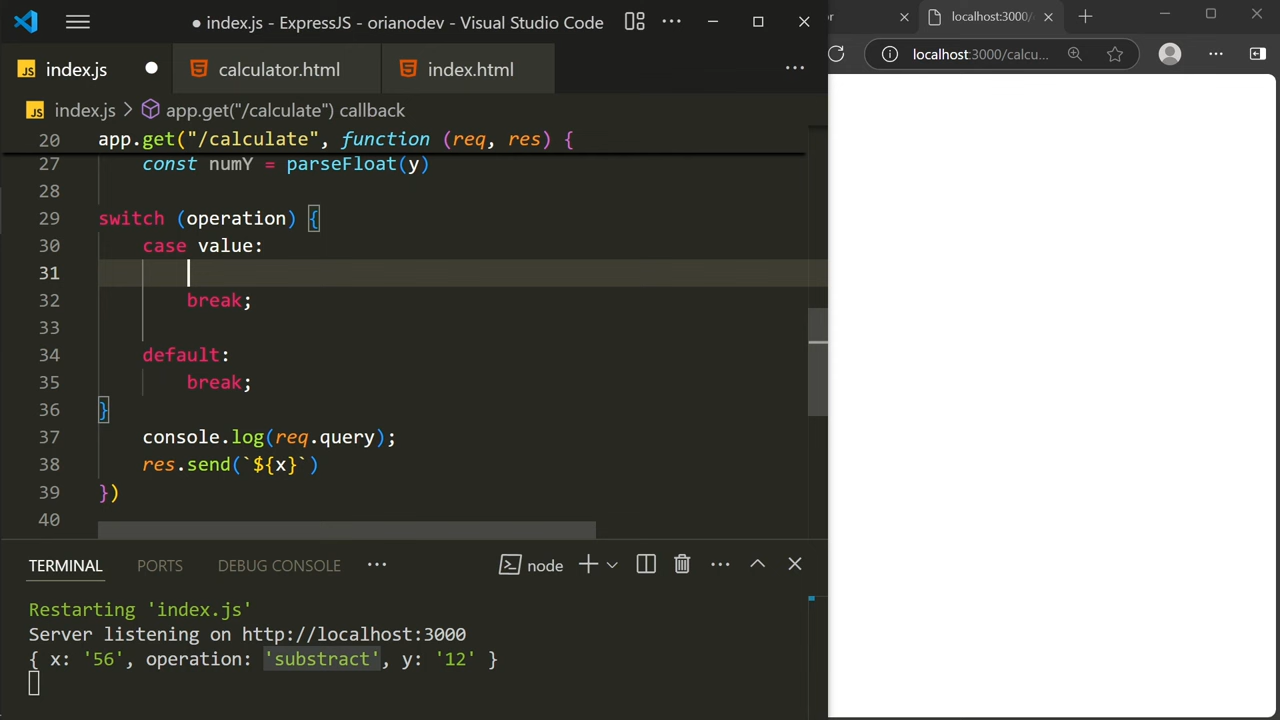 index.js - ExpressJS - orianodev - Visual Studio Code
or
localhost:3000/
JS index.js
calculator.html
index.html
localhost:3000/calcu...
JS index.js > app.get("/calculate") callback
20 app.get("/calculate", function (req, res) {
27 const numY = parseFloat(y)
28
29 switch (operation) {
30 case value:
31
32 break;
33
34 default:
35 break;
36 }
37 console.log(req.query);
38 res.send(`${x}`)
39 })
40
TERMINAL PORTS DEBUG CONSOLE node
Restarting 'index.js'
Server listening on http://localhost:3000
{ x: '56', operation: 'substract', y: '12' }